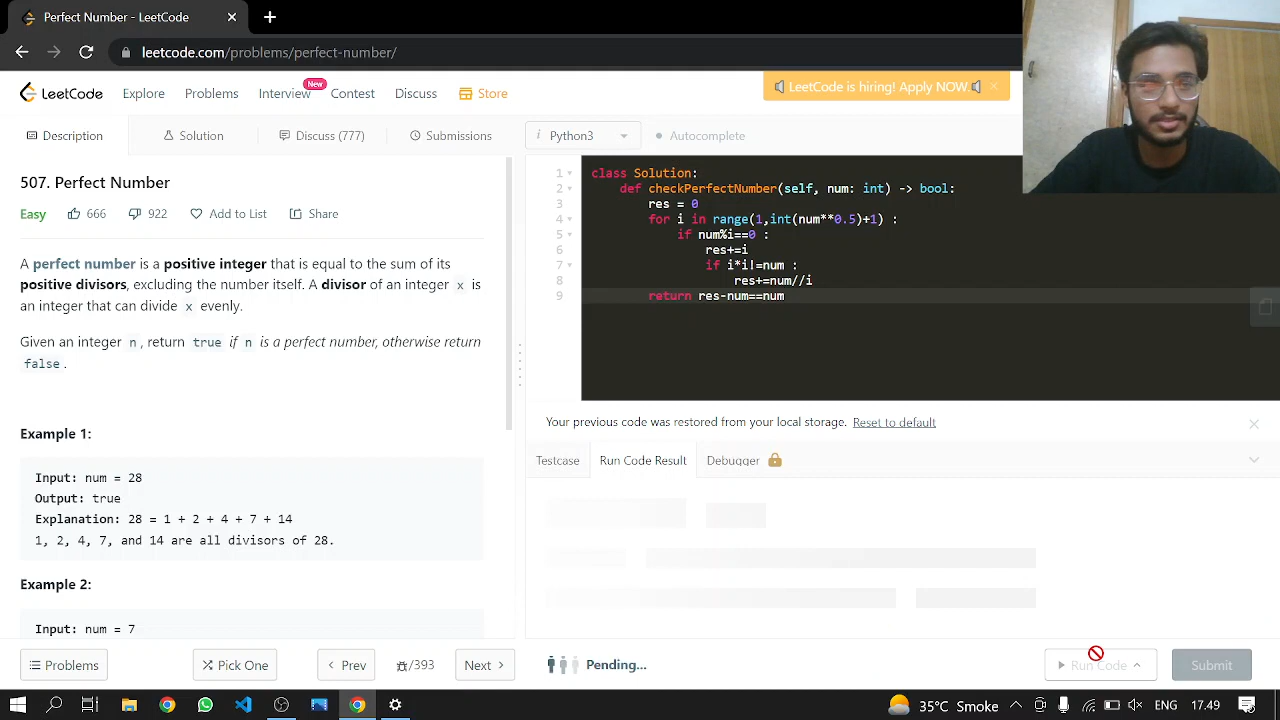 Perfect Number - LeetCode
leetcode.com/problems/perfect-number/
LeetCode Explore Problems Interview New Contest Discuss Store
LeetCode is hiring! Apply NOW.
Description Solution Discuss (777) Submissions
i Python3 Autocomplete
507. Perfect Number
Easy 666 922 Add to List Share
A perfect number is a positive integer that is equal to the sum of its
positive divisors, excluding the number itself. A divisor of an integer x is
an integer that can divide x evenly.
Given an integer n, return true if n is a perfect number, otherwise return
false.
Example 1:
Input: num = 28
Output: true
Explanation: 28 = 1 + 2 + 4 + 7 + 14
1, 2, 4, 7, and 14 are all divisors of 28.
Example 2:
Input: num = 7
1 class Solution:
2 def checkPerfectNumber(self, num: int) -> bool:
3 res = 0
4 for i in range(1,int(num**0.5)+1) :
5 if num%i==0 :
6 res+=i
7 if i*i!=num :
8 res+=num//i
9 return res-num==num
Your previous code was restored from your local storage. Reset to default
Testcase Run Code Result Debugger
Problems Pick One Prev /393 Next Pending... Run Code Submit
35°C Smoke ENG 17.49